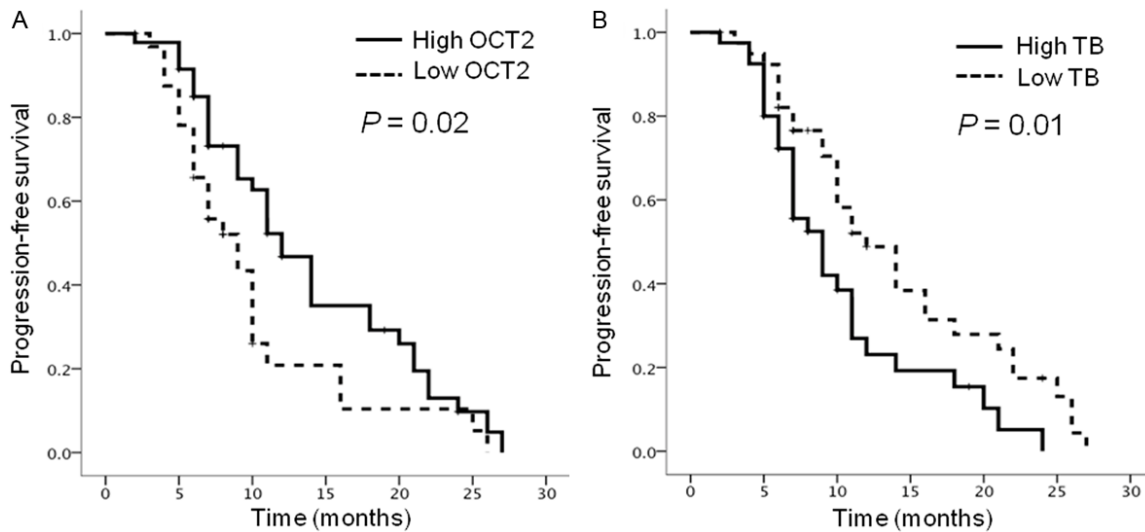 A
High OCT2
Low OCT2
P = 0.02
Progression-free survival
1.0
0.8
0.6
0.4
0.2
0.0
0 5 10 15 20 25 30
Time (months)
B
High TB
Low TB
P = 0.01
Progression-free survival
1.0
0.8
0.6
0.4
0.2
0.0
0 5 10 15 20 25 30
Time (months)